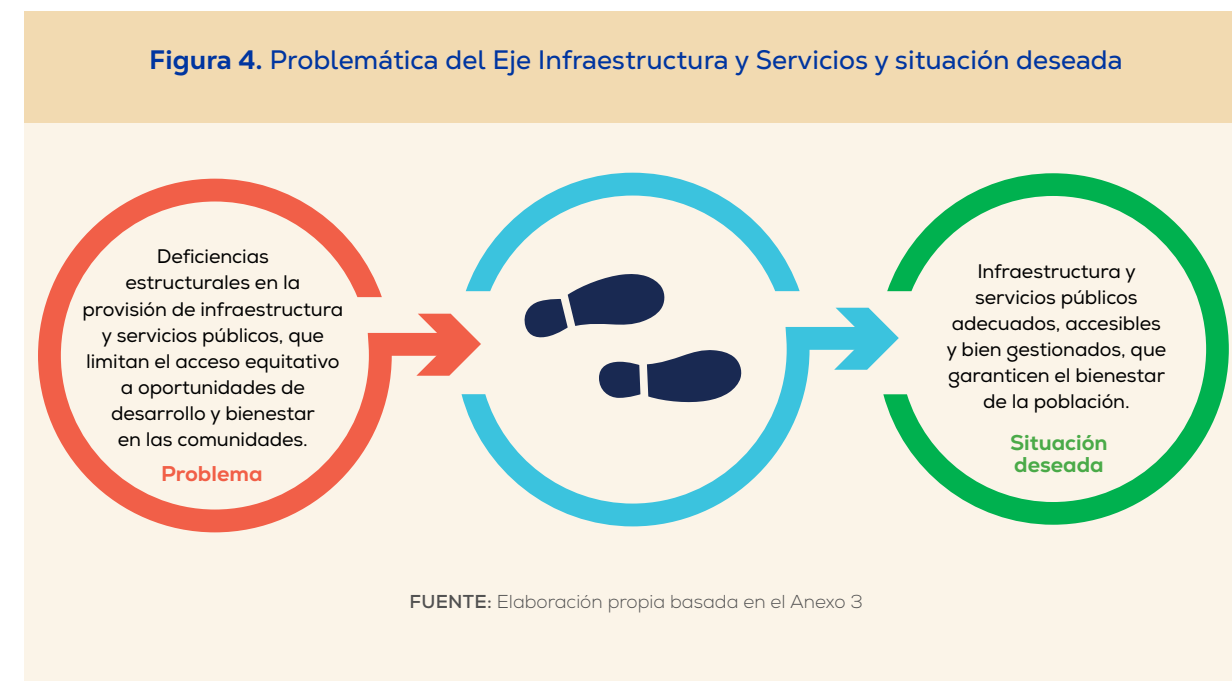 Figura 4. Problemática del Eje Infraestructura y Servicios y situación deseada
Deficiencias
estructurales en la
provisión de infraestructura
y servicios públicos, que
limitan el acceso equitativo
a oportunidades de
desarrollo y bienestar
en las comunidades.
Problema
Infraestructura y
servicios públicos
adecuados, accesibles
y bien gestionados, que
garanticen el bienestar
de la población.
Situación
deseada
FUENTE: Elaboración propia basada en el Anexo 3